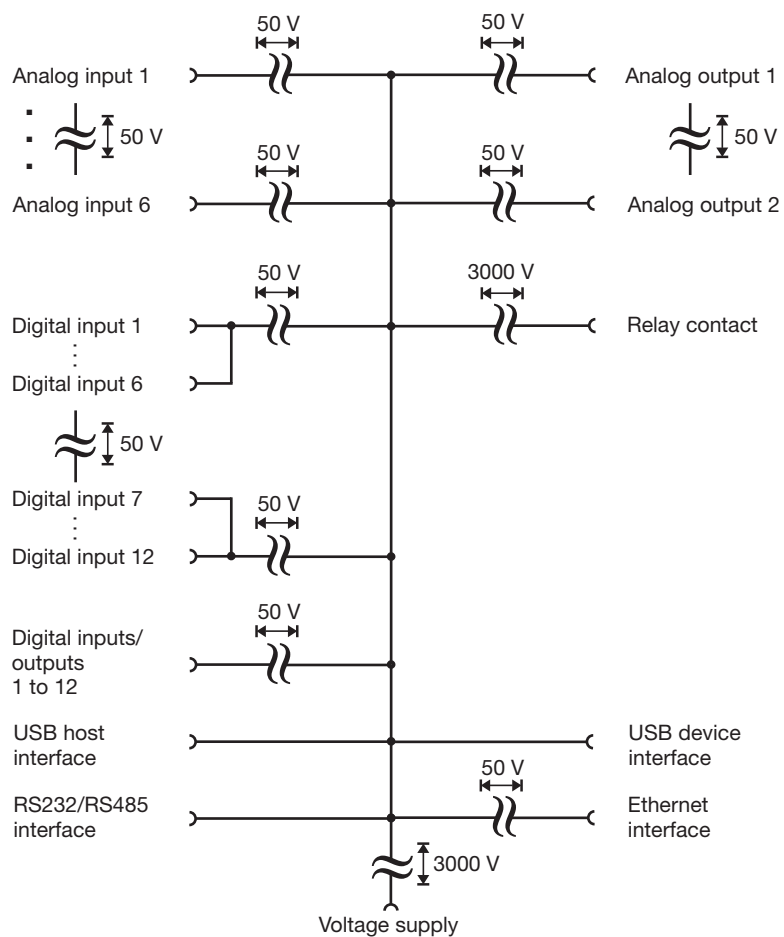 50 V
50 V
Analog input 1
Analog output 1
50 V
50 V
50 V
50 V
Analog input 6
Analog output 2
50 V
3000 V
Digital input 1
Relay contact
Digital input 6
50 V
Digital input 7
50 V
Digital input 12
50 V
Digital inputs/
outputs
1 to 12
USB host
interface
USB device
interface
50 V
RS232/RS485
interface
Ethernet
interface
3000 V
Voltage supply